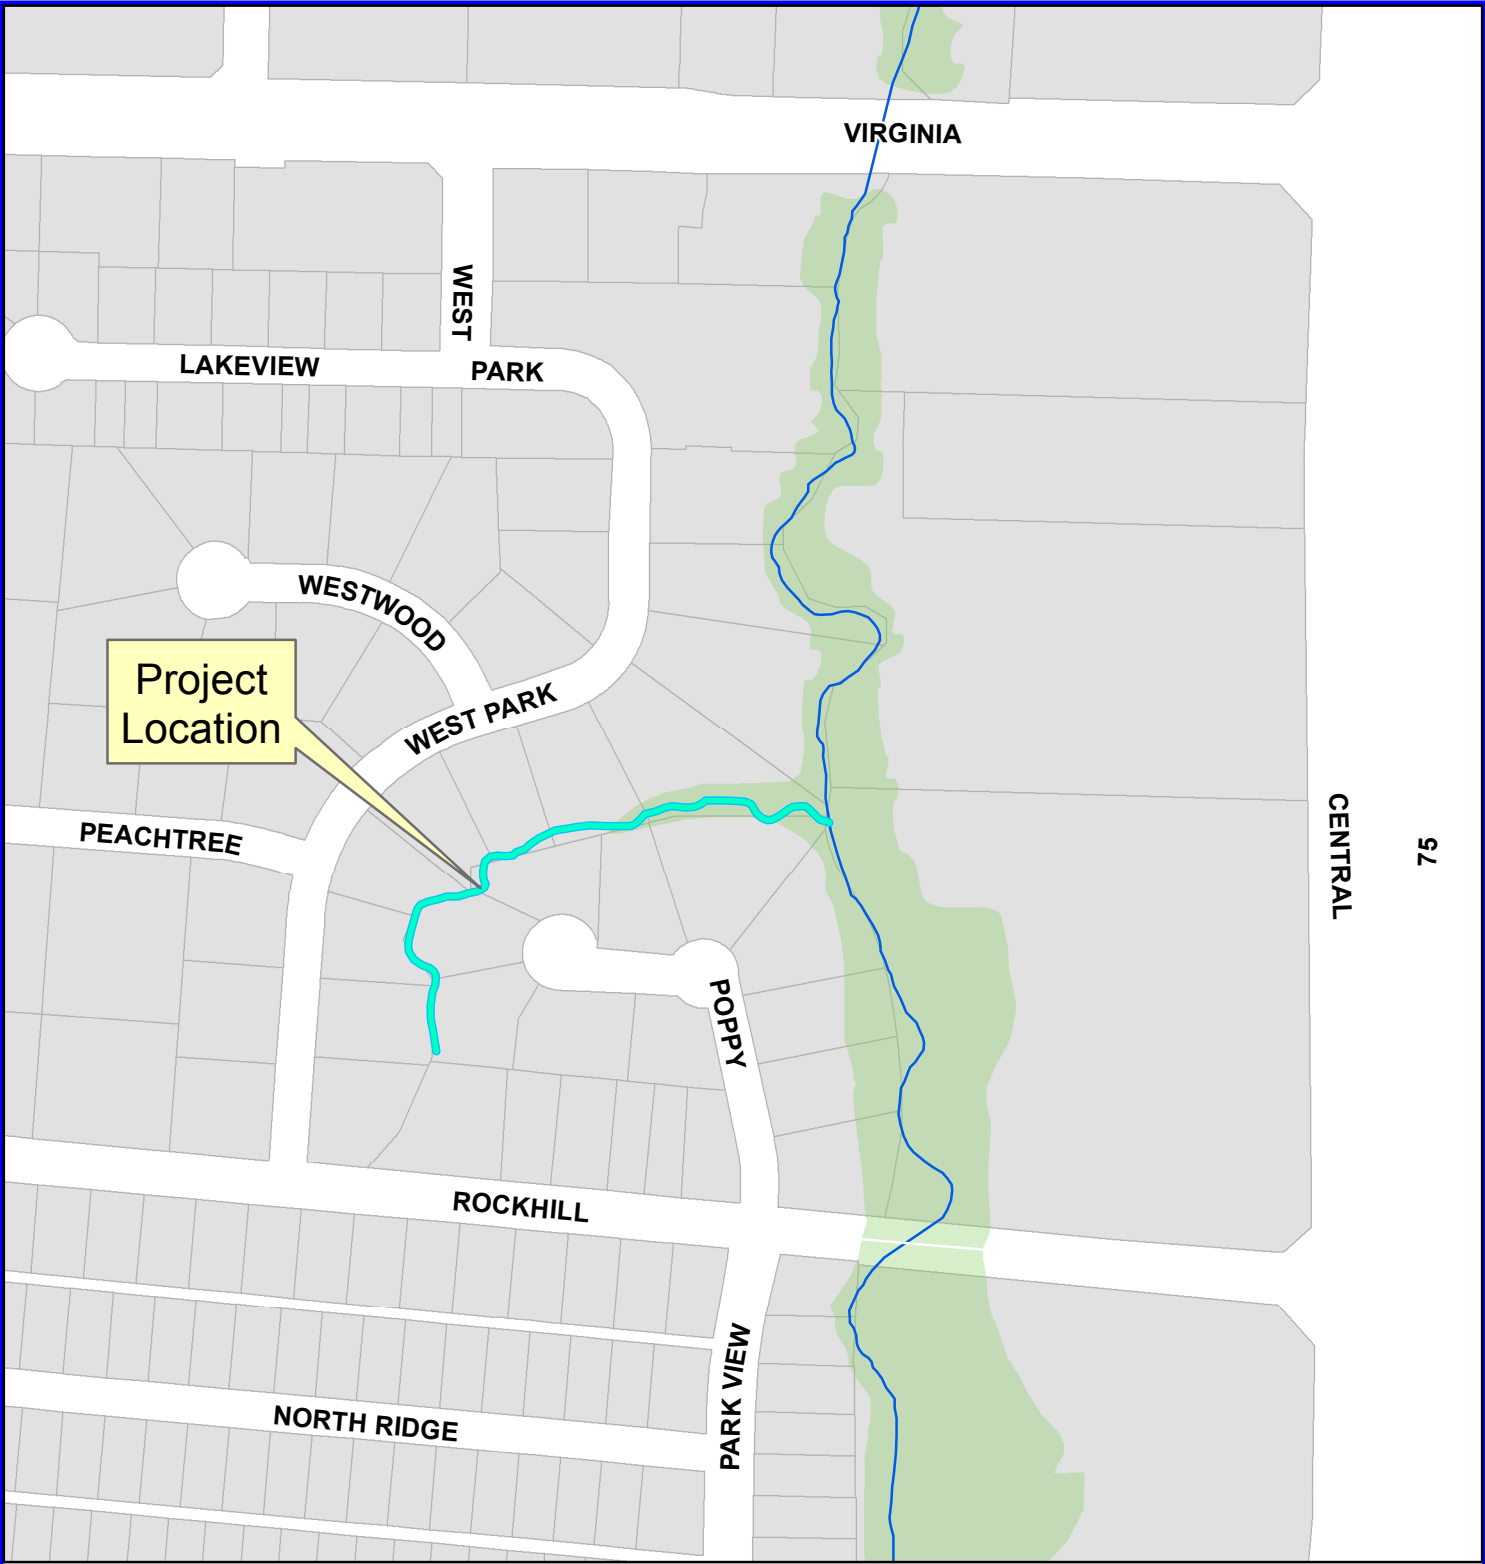 VIRGINIA
WEST
LAKEVIEW
PARK
WESTWOOD
Project
Location
WEST PARK
PEACHTREE
CENTRAL
75
POPPY
ROCKHILL
PARK VIEW
NORTH RIDGE